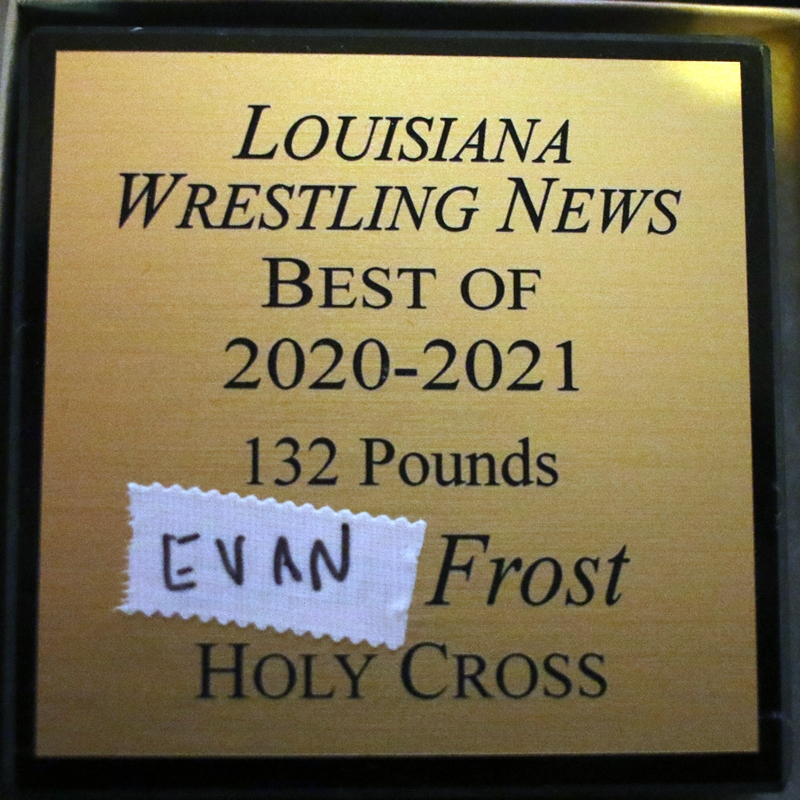 LOUISIANA
WRESTLING NEWS
BEST OF
2020-2021
132 Pounds
EVAN Frost
HOLY CROSS